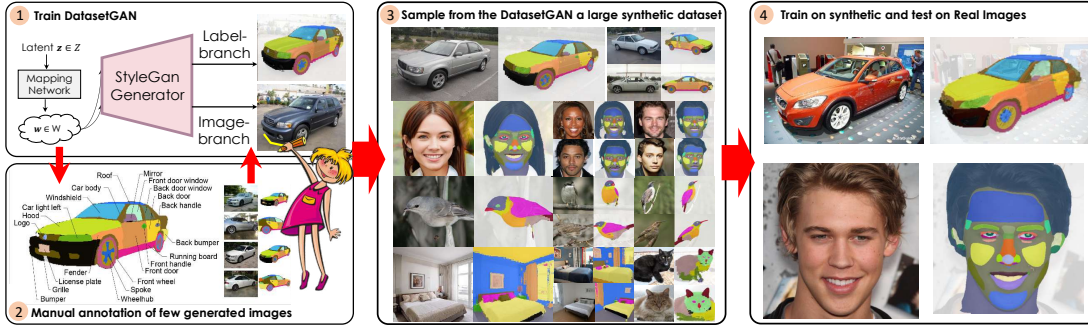 1 Train DatasetGAN
Latent z ∈ Z
Mapping
Network
w ∈ W
StyleGan
Generator
Label-
branch
Image-
branch
Roof
Mirror
Front door window
Back door window
Back door
Back handle
Car body
Windshield
Car light left
Hood
Logo
Back bumper
Running board
Front handle
Front door
Front wheel
Spoke
Wheelhub
Fender
License plate
Grille
Bumper
2 Manual annotation of few generated images
3 Sample from the DatasetGAN a large synthetic dataset
4 Train on synthetic and test on Real Images